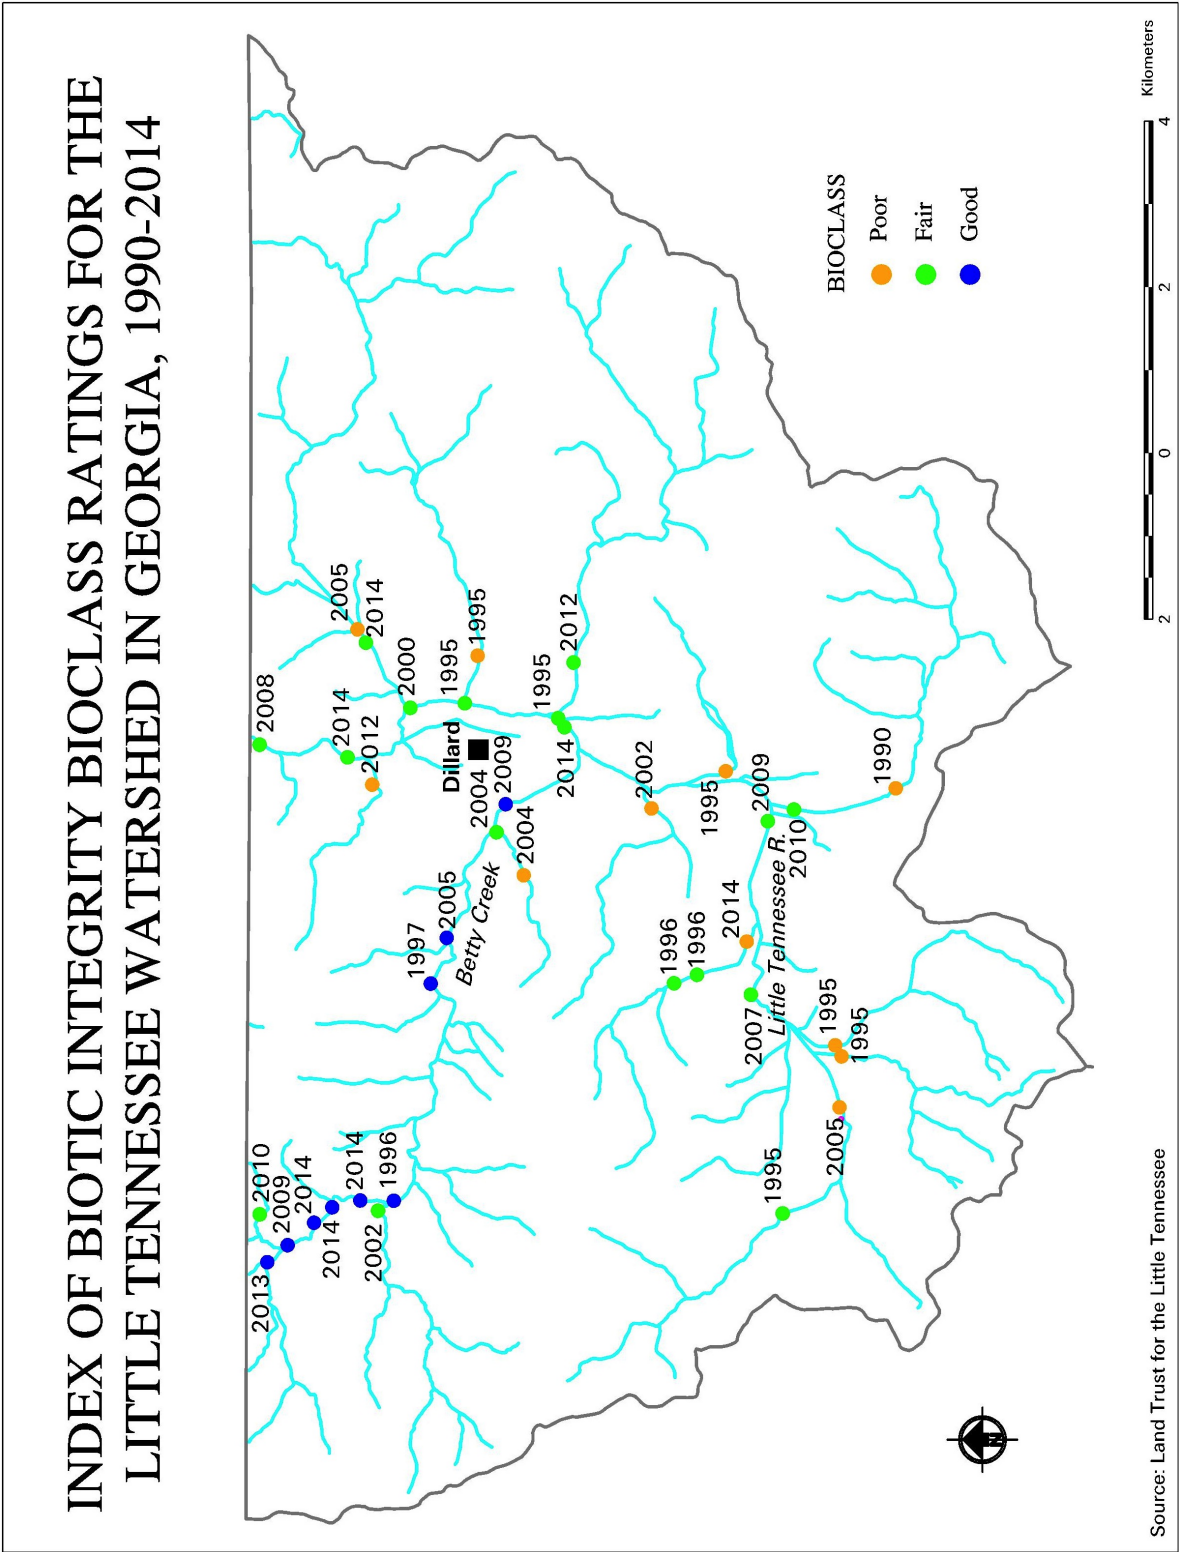 INDEX OF BIOTIC INTEGRITY BIOCLASS RATINGS FOR THE
LITTLE TENNESSEE WATERSHED IN GEORGIA, 1990-2014
2013
2010
2008
2009
2014
2014
2014
2005
2014
2002
2012
2014
1996
1997
2000
2005
Dillard
1995
Betty Creek
2004
1995
2009
2004
1995
2014
2012
2002
1996
1996
1995
2014
2007
2009
1995
Little Tennessee R.
2010
1995
2005
1995
1990
BIOCLASS
Poor
Fair
Good
N
2 0 2 4
Kilometers
Source: Land Trust for the Little Tennessee